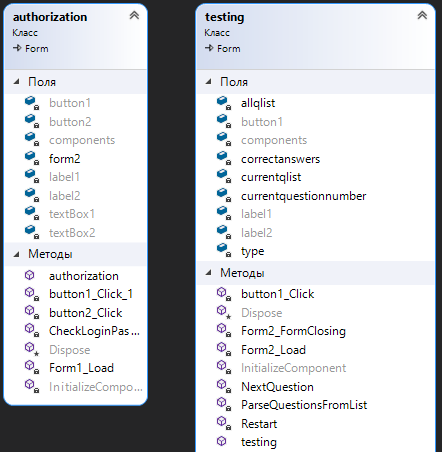 authorization
Класс
Form
Поля
button1
button2
components
form2
label1
label2
textBox1
textBox2
Методы
authorization
button1_Click_1
button2_Click
CheckLoginPas...
Dispose
Form1_Load
InitializeCompo...
testing
Класс
Form
Поля
allqlist
button1
components
correctanswers
currentqlist
currentquestionnumber
label1
label2
type
Методы
button1_Click
Dispose
Form2_FormClosing
Form2_Load
InitializeComponent
NextQuestion
ParseQuestionsFromList
Restart
testing